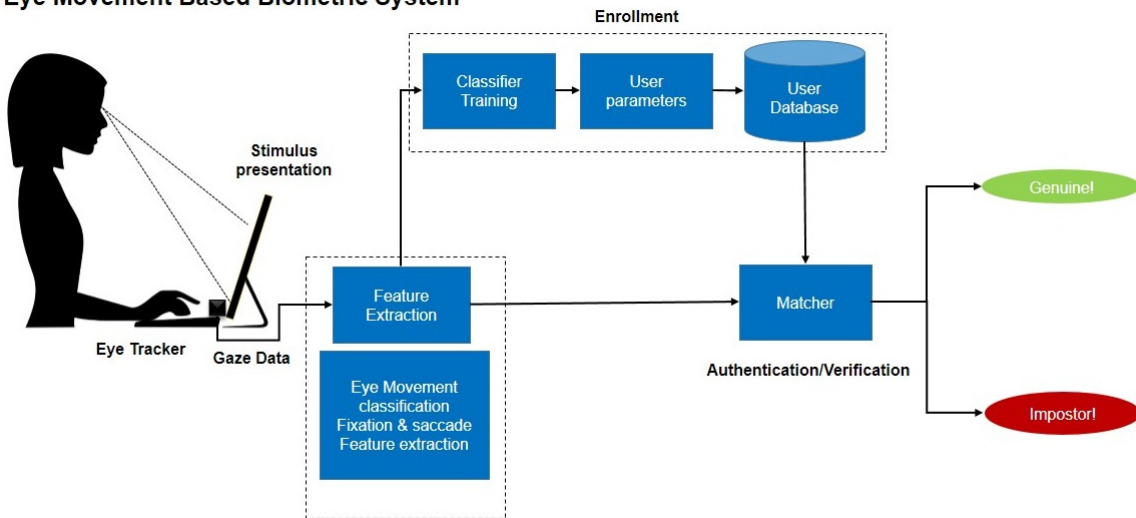 Eye Movement Based Biometric System
Enrollment
Classifier
Training
User
parameters
User
Database
Stimulus
presentation
Genuine!
Feature
Extraction
Matcher
Eye Tracker
Gaze Data
Authentication/Verification
Eye Movement
classification
Fixation & saccade
Feature extraction
Impostor!